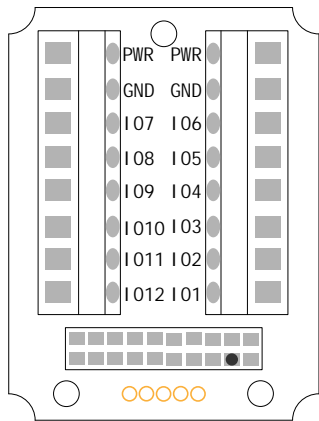 PWR PWR
GND GND
IO7 IO6
IO8 IO5
IO9 IO4
IO10 IO3
IO11 IO2
IO12 IO1